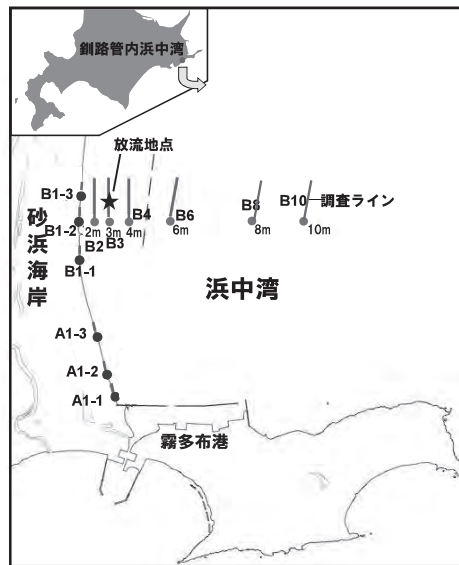 釧路管内浜中湾
放流地点
B1-3
B4
B6
B8
B10
調査ライン
B1-2
2m
3m
4m
6m
8m
10m
B2
B3
砂浜海岸
B1-1
浜中湾
A1-3
A1-2
A1-1
霧多布港